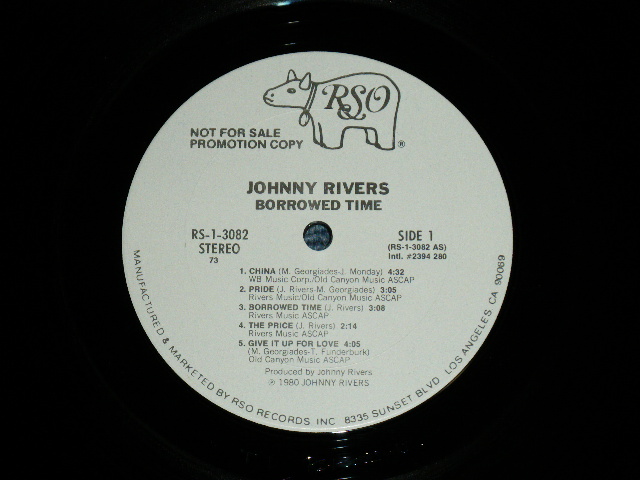 RSO
®
NOT FOR SALE
PROMOTION COPY
JOHNNY RIVERS
BORROWED TIME
RS-1-3082
STEREO
73
SIDE 1
(RS-1-3082 AS)
Intl. #2394 280
1. CHINA (M. Georgiades-J. Monday) 4:32
WB Music Corp./Old Canyon Music ASCAP
2. PRIDE (J. Rivers-M. Georgiades) 3:05
Rivers Music/Old Canyon Music ASCAP
3. BORROWED TIME (J. Rivers) 3:08
Rivers Music ASCAP
4. THE PRICE (J. Rivers) 2:14
Rivers Music ASCAP
5. GIVE IT UP FOR LOVE 4:05
(M. Georgiades-T. Funderburk)
Old Canyon Music ASCAP
Produced by Johnny Rivers
℗ 1980 JOHNNY RIVERS
MANUFACTURED & MARKETED BY RSO RECORDS INC 8335 SUNSET BLVD LOS ANGELES CA 90069